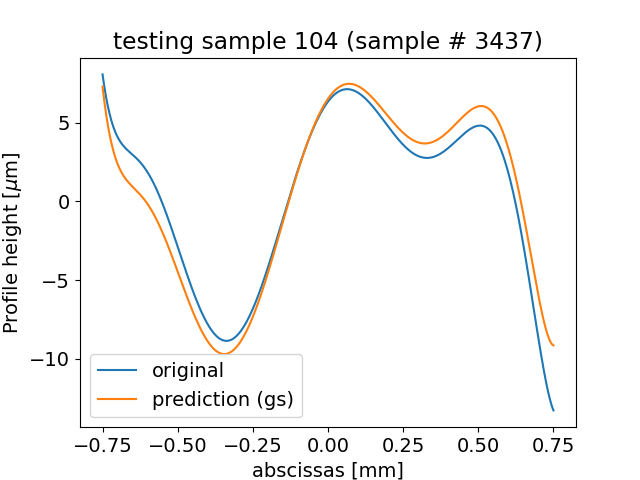 testing sample 104 (sample # 3437)
Profile height [μm]
5
0
−5
−10
original
prediction (gs)
−0.75 −0.50 −0.25 0.00 0.25 0.50 0.75
abscissas [mm]